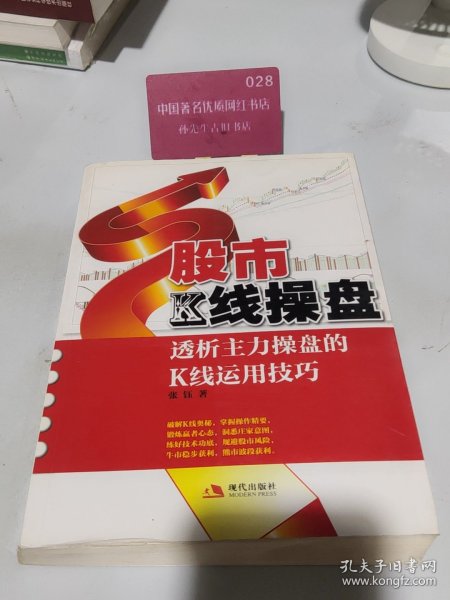 028
中国著名优质网红书店
孙先生古旧书店
股市
K线操盘
透析主力操盘的
K线运用技巧
张钰 著
破解K线奥秘，掌握操作精要，
锻炼赢者心态，洞悉庄家意图，
练好技术功底，规避股市风险，
牛市稳步获利，熊市波段获利。
现代出版社
MODERN PRESS
孔夫子旧书网
www.kongfz.com